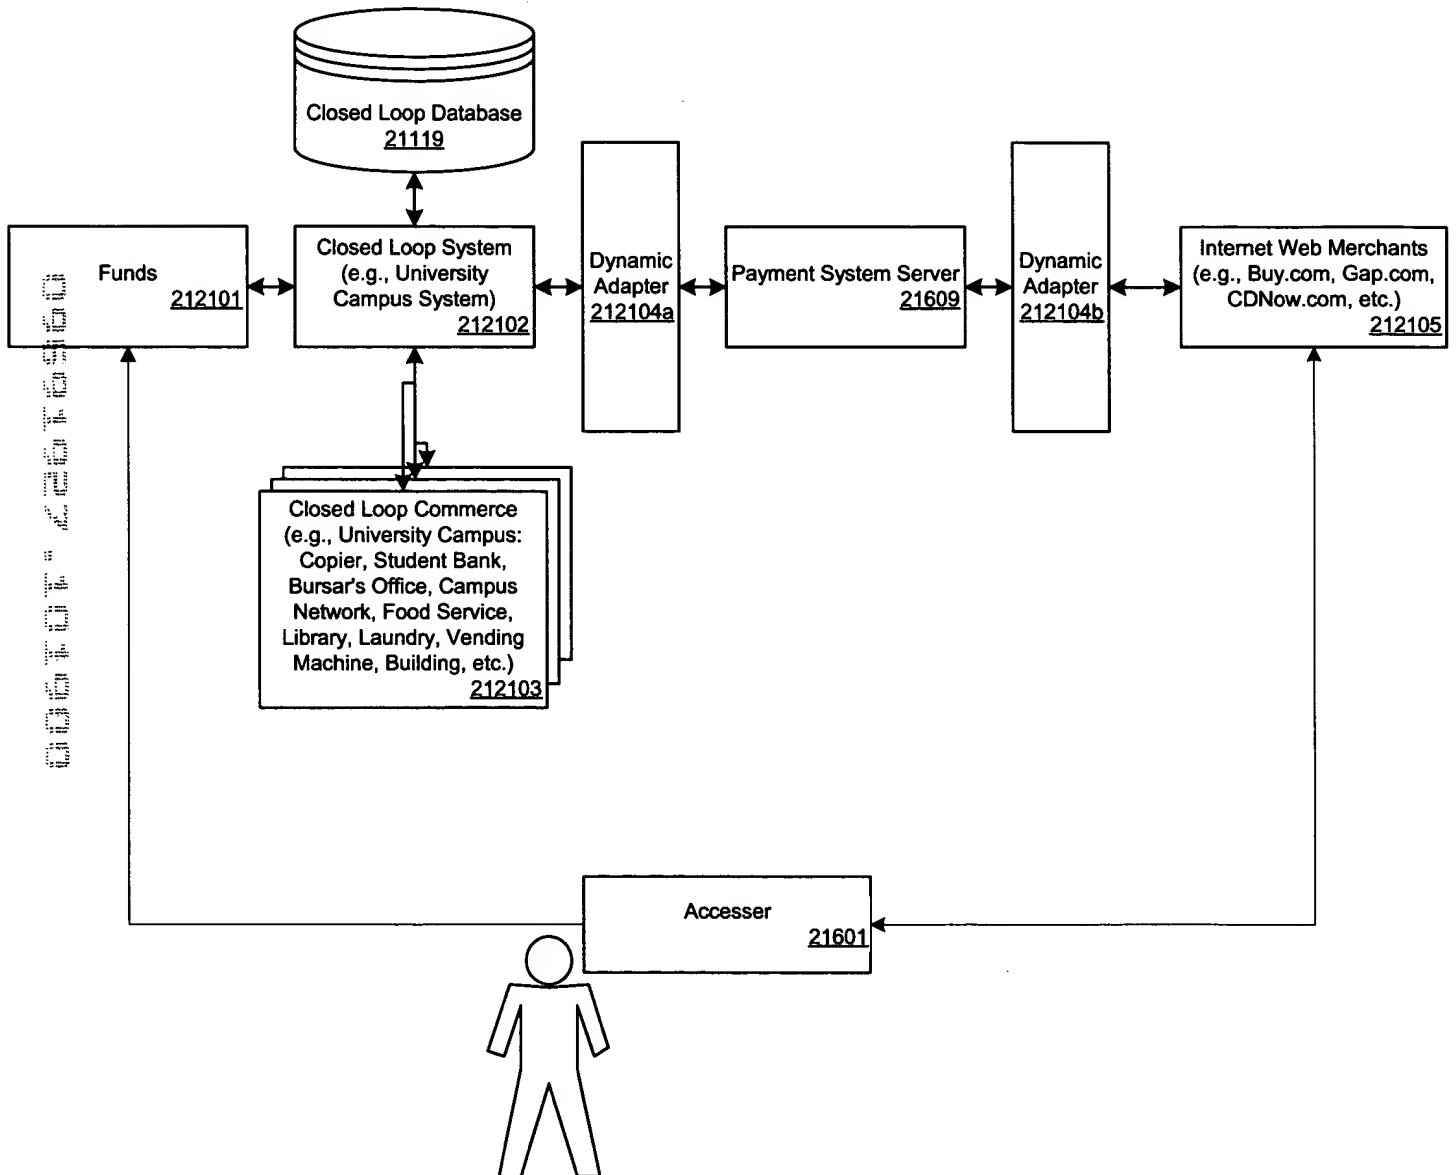 Closed Loop Database
21119
Funds
212101
Closed Loop System
(e.g., University
Campus System)
212102
Dynamic
Adapter
212104a
Payment System Server
21609
Dynamic
Adapter
212104b
Internet Web Merchants
(e.g., Buy.com, Gap.com,
CDNow.com, etc.)
212105
Closed Loop Commerce
(e.g., University Campus:
Copier, Student Bank,
Bursar's Office, Campus
Network, Food Service,
Library, Laundry, Vending
Machine, Building, etc.)
212103
Accesser
21601